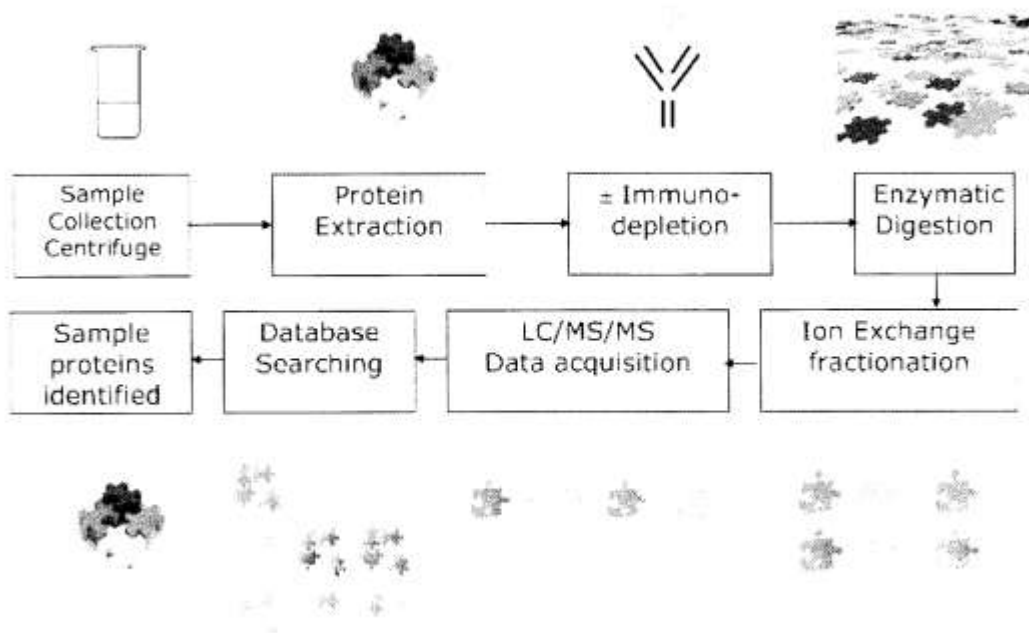 Sample
Collection
Centrifuge
Protein
Extraction
± Immuno-
depletion
Enzymatic
Digestion
Ion Exchange
fractionation
LC/MS/MS
Data acquisition
Database
Searching
Sample
proteins
identified